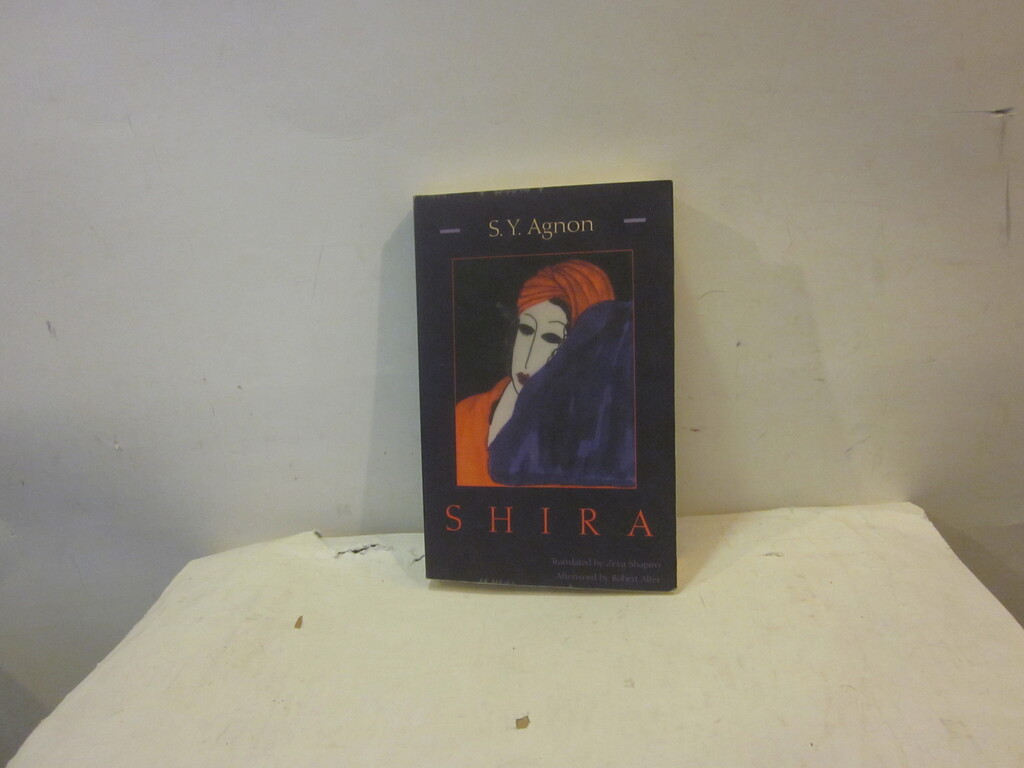 S. Y. Agnon
SHIRA
Translated by Zeva Shapiro
Afterword by Robert Alter